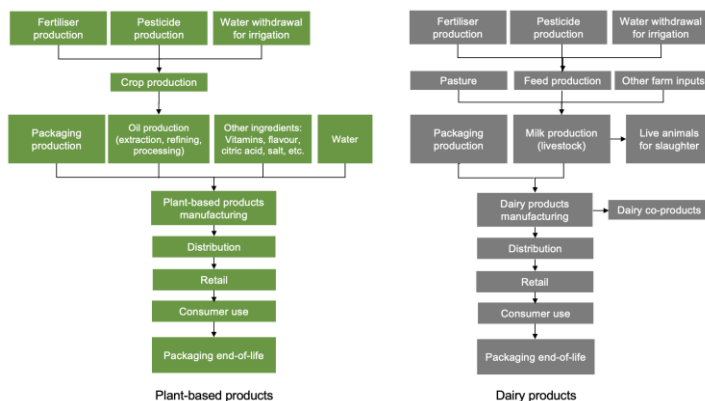 Fertiliser
production
Pesticide
production
Water withdrawal
for irrigation
Crop production
Packaging
production
Oil production
(extraction, refining,
processing)
Other ingredients:
Vitamins, flavour,
citric acid, salt, etc.
Water
Plant-based products
manufacturing
Distribution
Retail
Consumer use
Packaging end-of-life
Plant-based products
Fertiliser
production
Pesticide
production
Water withdrawal
for irrigation
Pasture
Feed production
Other farm inputs
Packaging
production
Milk production
(livestock)
Live animals
for slaughter
Dairy products
manufacturing
Dairy co-products
Distribution
Retail
Consumer use
Packaging end-of-life
Dairy products